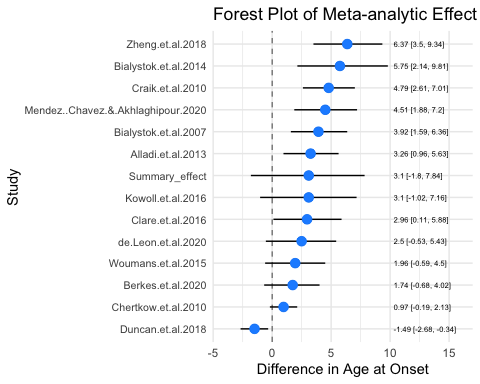 Forest Plot of Meta-analytic Effect
Study
Zheng.et.al.2018 6.37 [3.5, 9.34]
Bialystok.et.al.2014 5.75 [2.14, 9.81]
Craik.et.al.2010 4.79 [2.61, 7.01]
Mendez..Chavez.&.Akhlaghipour.2020 4.51 [1.88, 7.2]
Bialystok.et.al.2007 3.92 [1.59, 6.36]
Alladi.et.al.2013 3.26 [0.96, 5.63]
Summary_effect 3.1 [-1.8, 7.84]
Kowoll.et.al.2016 3.1 [-1.02, 7.16]
Clare.et.al.2016 2.96 [0.11, 5.88]
de.Leon.et.al.2020 2.5 [-0.53, 5.43]
Woumans.et.al.2015 1.96 [-0.59, 4.5]
Berkes.et.al.2020 1.74 [-0.68, 4.02]
Chertkow.et.al.2010 0.97 [-0.19, 2.13]
Duncan.et.al.2018 -1.49 [-2.68, -0.34]
-5 0 5 10 15
Difference in Age at Onset